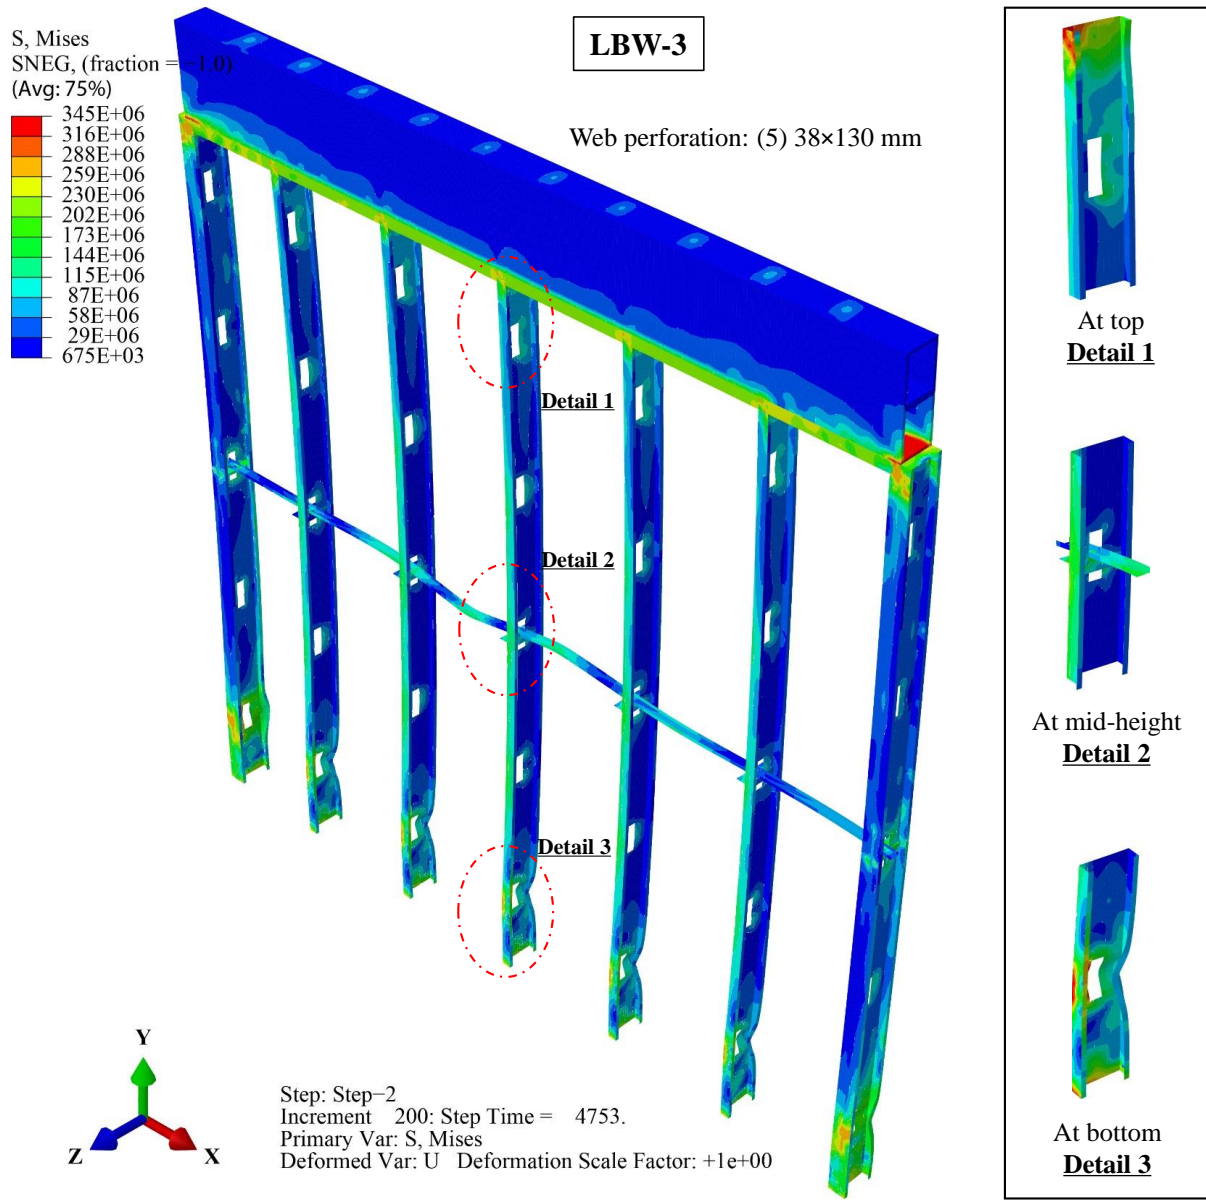 S, Mises
SNEG, (fraction = −1.0)
(Avg: 75%)
345E+06
316E+06
288E+06
259E+06
230E+06
202E+06
173E+06
144E+06
115E+06
87E+06
58E+06
29E+06
675E+03
LBW-3
Web perforation: (5) 38×130 mm
Detail 1
Detail 2
Detail 3
Y
Z
X
Step: Step−2
Increment 200: Step Time = 4753.
Primary Var: S, Mises
Deformed Var: U Deformation Scale Factor: +1e+00
At top
Detail 1
At mid-height
Detail 2
At bottom
Detail 3